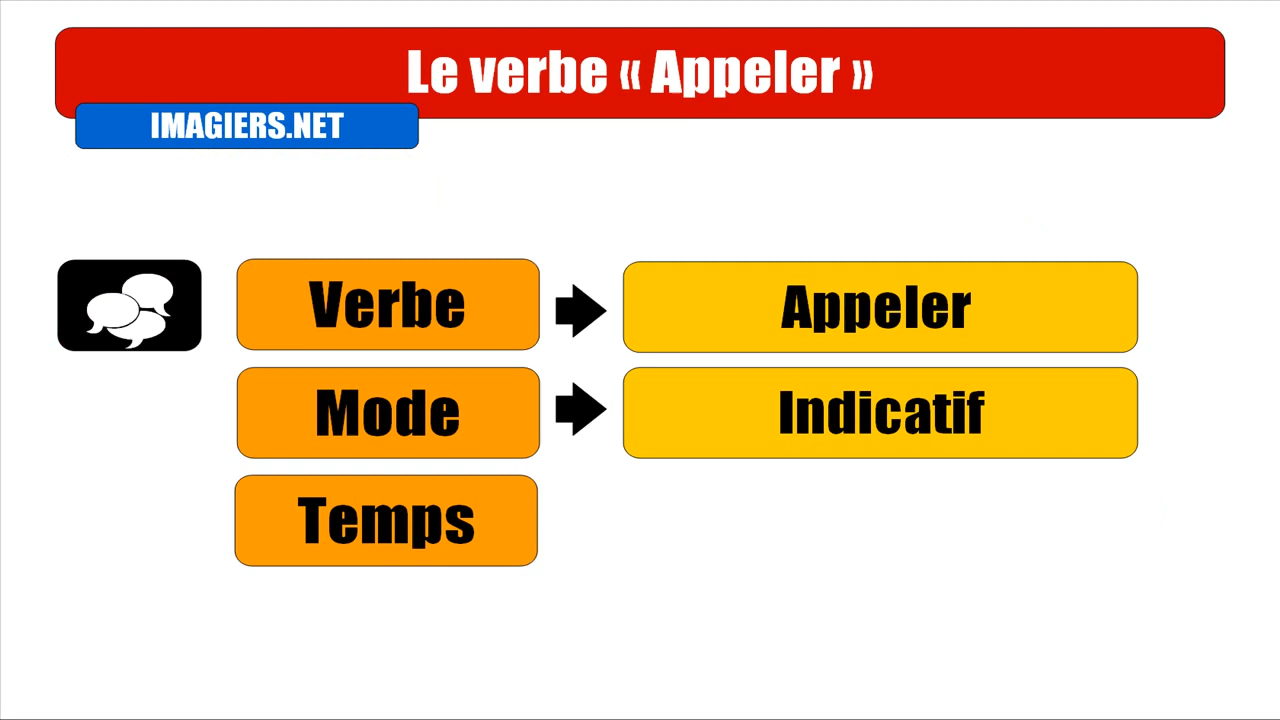 Le verbe « Appeler »
IMAGIERS.NET
Verbe
Appeler
Mode
Indicatif
Temps